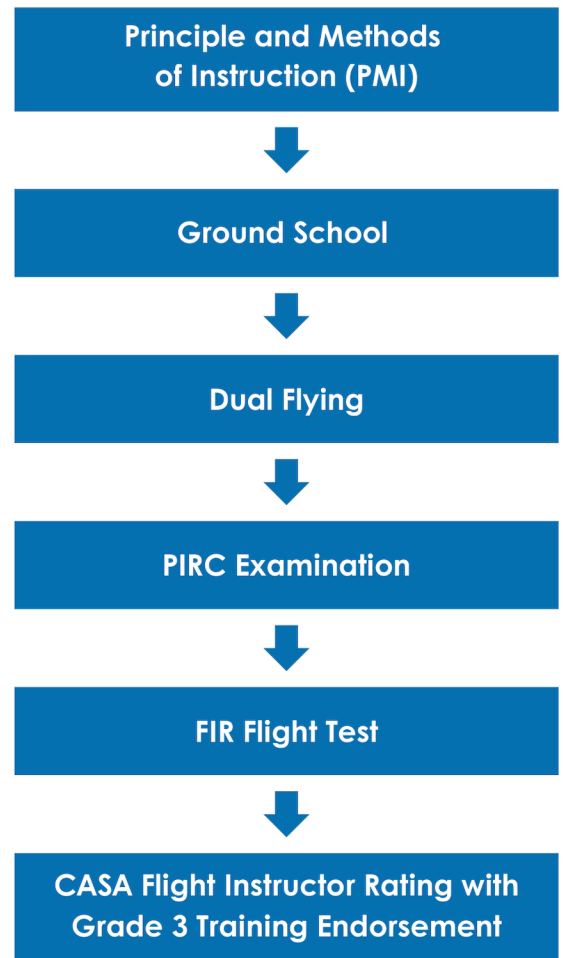 Principle and Methods
of Instruction (PMI)
Ground School
Dual Flying
PIRC Examination
FIR Flight Test
CASA Flight Instructor Rating with
Grade 3 Training Endorsement